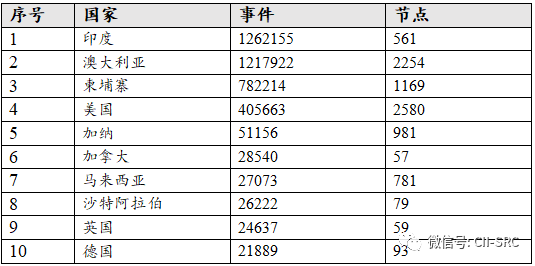 序号 国家 事件 节点
1 印度 1262155 561
2 澳大利亚 1217922 2254
3 柬埔寨 782214 1169
4 美国 405663 2580
5 加纳 51156 981
6 加拿大 28540 57
7 马来西亚 27073 781
8 沙特阿拉伯 26222 79
9 英国 24637 59
微信号: CII-SRC
10 德国 21889 93